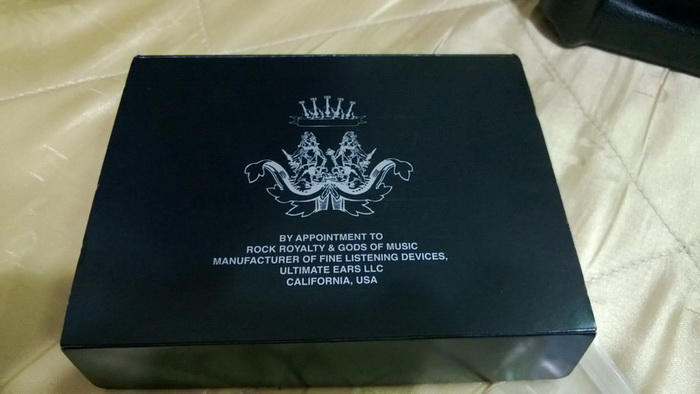 BY APPOINTMENT TO
ROCK ROYALTY & GODS OF MUSIC
MANUFACTURER OF FINE LISTENING DEVICES,
ULTIMATE EARS LLC
CALIFORNIA, USA